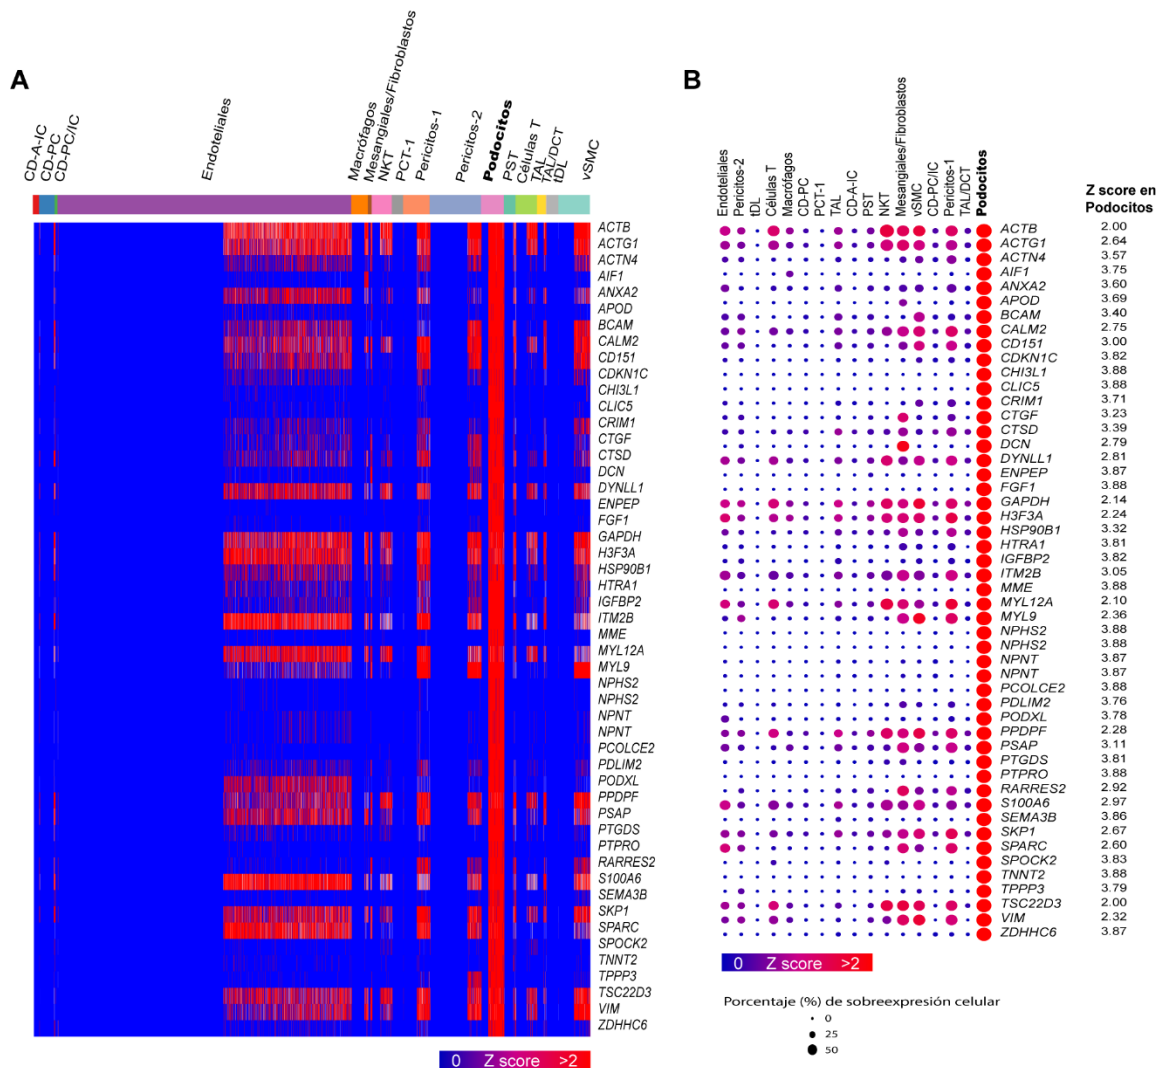 A
CD-A-IC
CD-PC
CD-PC/IC
Endoteliales
Macrófagos
Mesangiales/Fibroblastos
NKT
PCT-1
Pericitos-1
Pericitos-2
Podocitos
PST
Células T
TAL
TAL/DCT
tDL
vSMC
ACTB
ACTG1
ACTN4
AIF1
ANXA2
APOD
BCAM
CALM2
CD151
CDKN1C
CHI3L1
CLIC5
CRIM1
CTGF
CTSD
DCN
DYNLL1
ENPEP
FGF1
GAPDH
H3F3A
HSP90B1
HTRA1
IGFBP2
ITM2B
MME
MYL12A
MYL9
NPHS2
NPHS2
NPNT
NPNT
PCOLCE2
PDLIM2
PODXL
PPDPF
PSAP
PTGDS
PTPRO
RARRES2
S100A6
SEMA3B
SKP1
SPARC
SPOCK2
TNNT2
TPPP3
TSC22D3
VIM
ZDHHC6
0 Z score >2
B
Endoteliales
Pericitos-2
tDL
Células T
Macrófagos
CD-PC
PCT-1
TAL
CD-A-IC
PST
NKT
Mesangiales/Fibroblastos
vSMC
CD-PC/IC
Pericitos-1
TAL/DCT
Podocitos
Z score en
Podocitos
ACTB 2.00
ACTG1 2.64
ACTN4 3.57
AIF1 3.75
ANXA2 3.60
APOD 3.69
BCAM 3.40
CALM2 2.75
CD151 3.00
CDKN1C 3.82
CHI3L1 3.88
CLIC5 3.88
CRIM1 3.71
CTGF 3.23
CTSD 3.39
DCN 2.79
DYNLL1 2.81
ENPEP 3.87
FGF1 3.88
GAPDH 2.14
H3F3A 2.24
HSP90B1 3.32
HTRA1 3.81
IGFBP2 3.82
ITM2B 3.05
MME 3.88
MYL12A 2.10
MYL9 2.36
NPHS2 3.88
NPHS2 3.88
NPNT 3.87
NPNT 3.87
PCOLCE2 3.88
PDLIM2 3.76
PODXL 3.78
PPDPF 2.28
PSAP 3.11
PTGDS 3.81
PTPRO 3.88
RARRES2 2.92
S100A6 2.97
SEMA3B 3.86
SKP1 2.67
SPARC 2.60
SPOCK2 3.83
TNNT2 3.88
TPPP3 3.79
TSC22D3 2.00
VIM 2.32
ZDHHC6 3.87
0 Z score >2
Porcentaje (%) de sobreexpresión celular
0
25
50